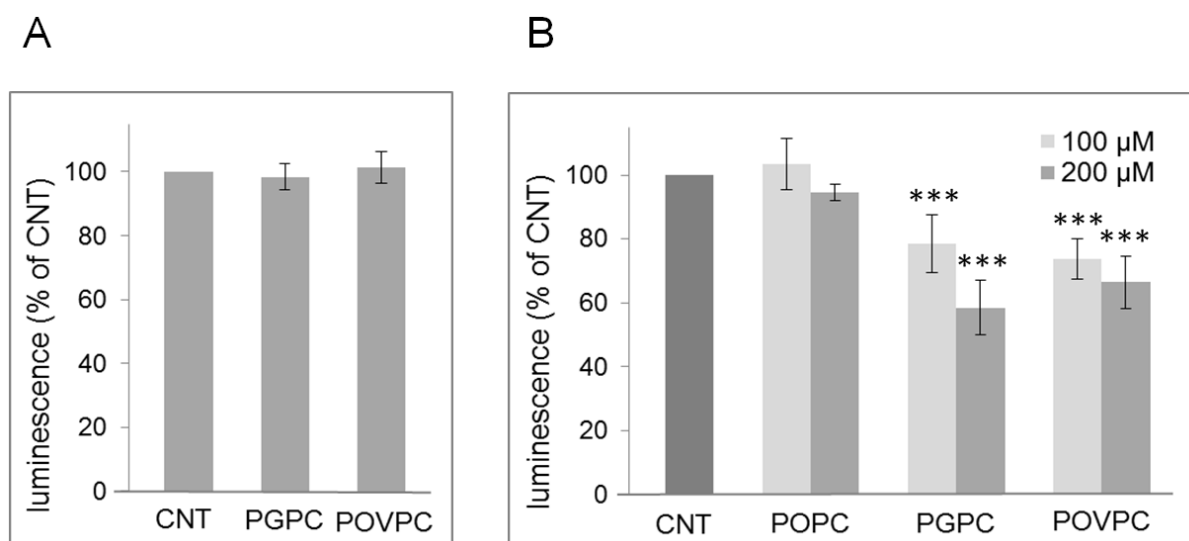 A
B
luminescence (% of CNT)
100
80
60
40
20
0
CNT PGPC POVPC
luminescence (% of CNT)
100
80
60
40
20
0
100 µM
200 µM
***
***
***
***
CNT POPC PGPC POVPC